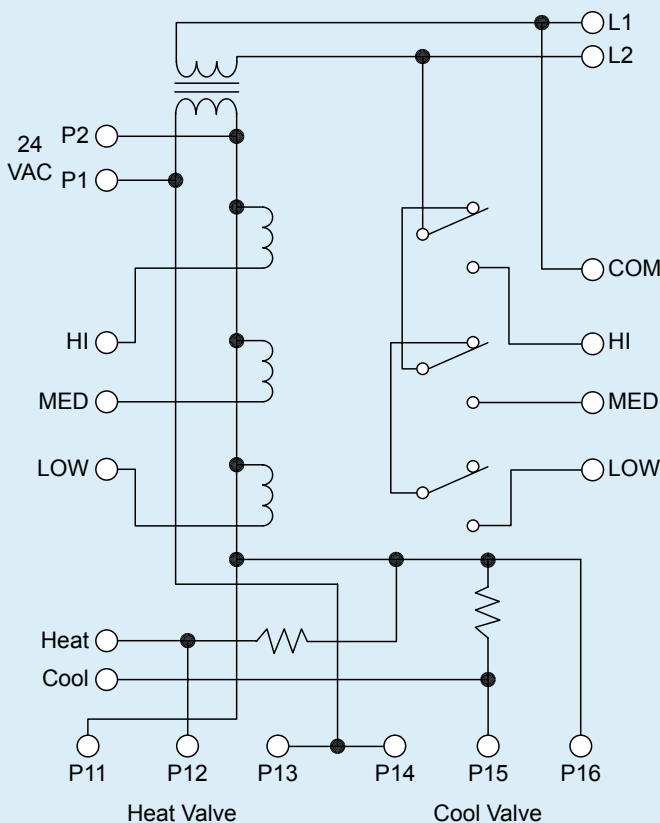 L1
L2
24
VAC
P2
P1
COM
HI
HI
MED
MED
LOW
LOW
Heat
Cool
P11 P12 P13 P14 P15 P16
Heat Valve Cool Valve